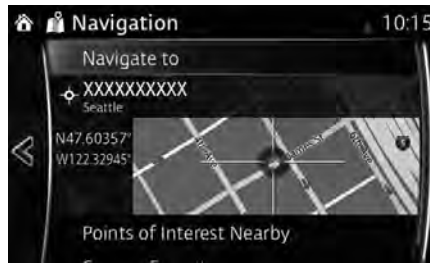 Navigation
10:15
Navigate to
XXXXXXXXXX
Seattle
N47.60357°
W122.32945°
Points of Interest Nearby